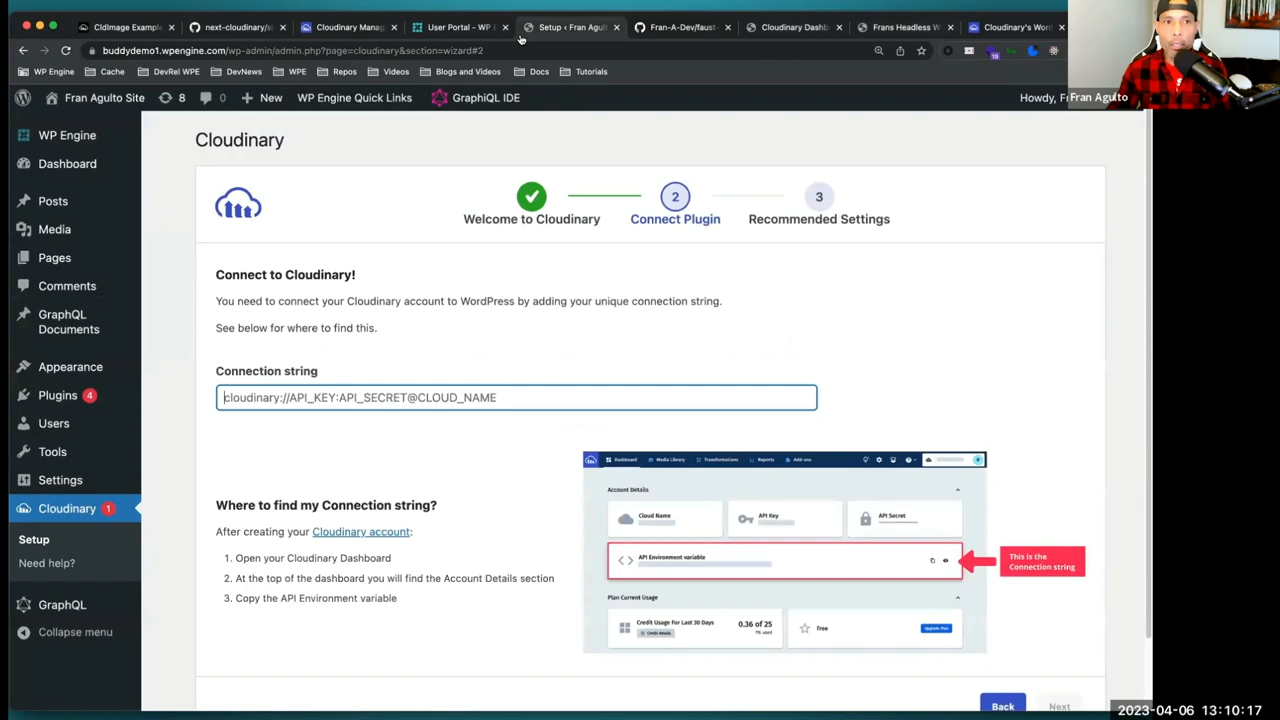 CldImage Example
next-cloudinary/si
Cloudinary Manag
User Portal - WP E
Setup ‹ Fran Agult
Fran-A-Dev/faust
Cloudinary Dashb
Frans Headless W
Cloudinary's Word
buddydemo1.wpengine.com/wp-admin/admin.php?page=cloudinary&section=wizard#2
WP Engine
Cache
DevRel WPE
DevNews
WPE
Repos
Videos
Blogs and Videos
Docs
Tutorials
Fran Agulto Site
8
0
New
WP Engine Quick Links
GraphiQL IDE
Howdy, F
Fran Agulto
WP Engine
Dashboard
Posts
Media
Pages
Comments
GraphQL
Documents
Appearance
Plugins 4
Users
Tools
Settings
Cloudinary 1
Setup
Need help?
GraphQL
Collapse menu
Cloudinary
2
3
Welcome to Cloudinary
Connect Plugin
Recommended Settings
Connect to Cloudinary!
You need to connect your Cloudinary account to WordPress by adding your unique connection string.
See below for where to find this.
Connection string
cloudinary://API_KEY:API_SECRET@CLOUD_NAME
Where to find my Connection string?
After creating your Cloudinary account:
1. Open your Cloudinary Dashboard
2. At the top of the dashboard you will find the Account Details section
3. Copy the API Environment variable
Dashboard
Media Library
Transformations
Reports
Add-ons
Account Details
Cloud Name
API Key
API Secret
API Environment variable
This is the
Connection string
Plan Current Usage
Credit Usage For Last 30 Days
Credit details
0.36 of 25
1% used
Free
Upgrade Plan
Back
Next
2023-04-06 13:10:17